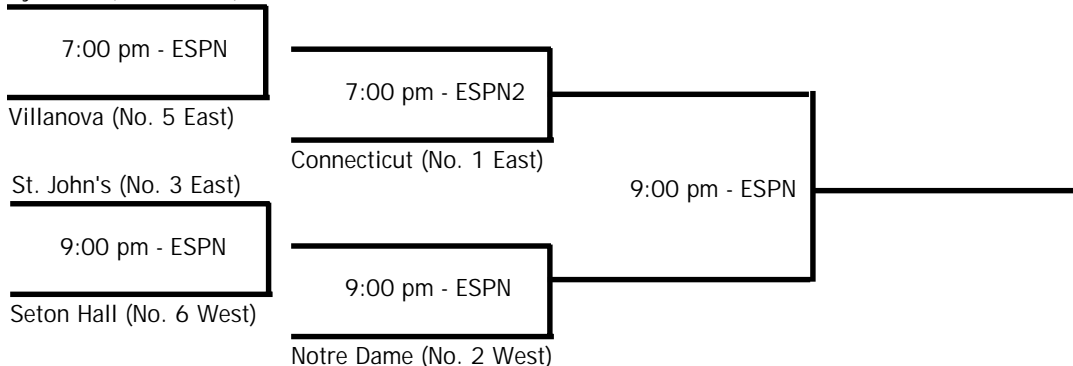 7:00 pm - ESPN
Villanova (No. 5 East)
St. John's (No. 3 East)
9:00 pm - ESPN
Seton Hall (No. 6 West)
7:00 pm - ESPN2
Connecticut (No. 1 East)
9:00 pm - ESPN
Notre Dame (No. 2 West)
9:00 pm - ESPN